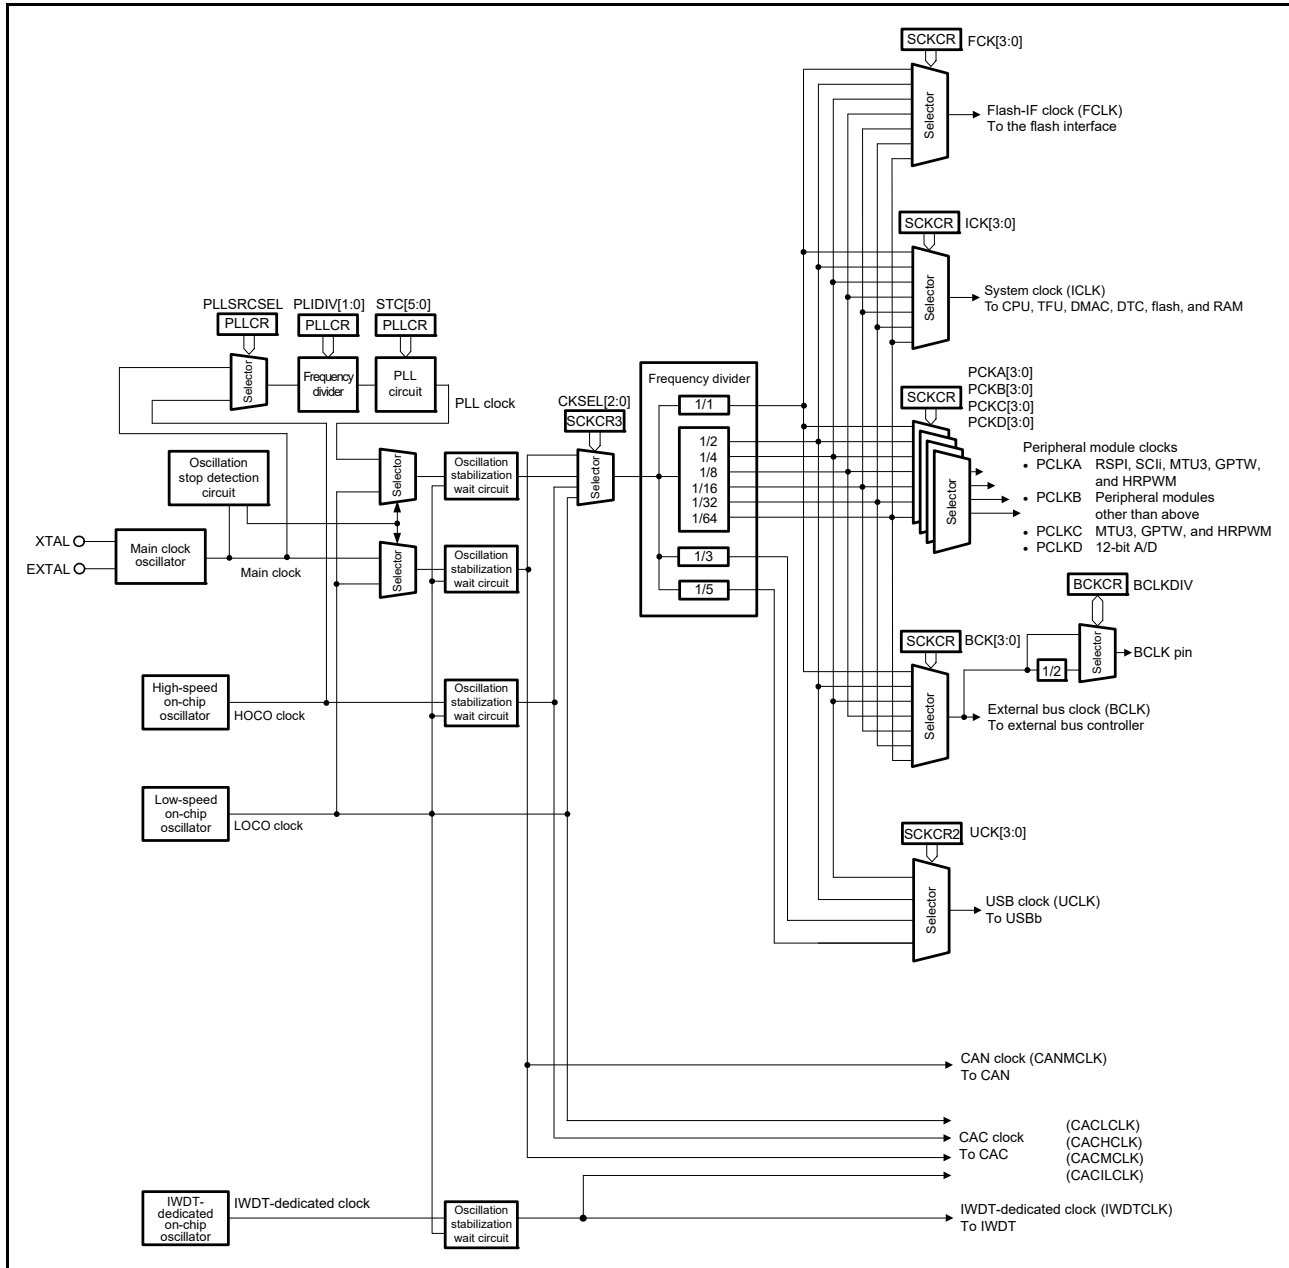 SCKCR FCK[3:0]
Selector
Flash-IF clock (FCLK)
To the flash interface
SCKCR ICK[3:0]
Selector
System clock (ICLK)
To CPU, TFU, DMAC, DTC, flash, and RAM
PLLSRCSEL PLIDIV[1:0] STC[5:0]
PLLCR PLLCR PLLCR
Selector
Frequency
divider
PLL
circuit
PLL clock
CKSEL[2:0]
SCKCR3
Selector
Frequency divider
1/1
1/2
1/4
1/8
1/16
1/32
1/64
1/3
1/5
PCKA[3:0]
PCKB[3:0]
PCKC[3:0]
PCKD[3:0]
SCKCR
Selector
Peripheral module clocks
• PCLKA RSPI, SCIi, MTU3, GPTW,
and HRPWM
• PCLKB Peripheral modules
other than above
• PCLKC MTU3, GPTW, and HRPWM
• PCLKD 12-bit A/D
Oscillation
stop detection
circuit
Selector
Oscillation
stabilization
wait circuit
XTAL
EXTAL
Main clock
oscillator
Main clock
Selector
Oscillation
stabilization
wait circuit
BCKCR BCLKDIV
Selector
1/2
BCLK pin
SCKCR BCK[3:0]
Selector
External bus clock (BCLK)
To external bus controller
High-speed
on-chip
oscillator
HOCO clock
Oscillation
stabilization
wait circuit
Low-speed
on-chip
oscillator
LOCO clock
SCKCR2 UCK[3:0]
Selector
USB clock (UCLK)
To USBb
CAN clock (CANMCLK)
To CAN
CAC clock
To CAC
(CACLCLK)
(CACHCLK)
(CACMCLK)
(CACILCLK)
IWDT-
dedicated
on-chip
oscillator
IWDT-dedicated clock
Oscillation
stabilization
wait circuit
IWDT-dedicated clock (IWDTCLK)
To IWDT